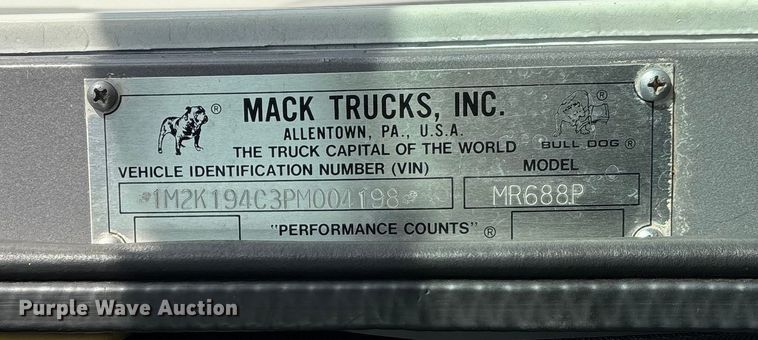 MACK TRUCKS, INC.
ALLENTOWN, PA., U.S.A.
THE TRUCK CAPITAL OF THE WORLD
BULL DOG ®
VEHICLE IDENTIFICATION NUMBER (VIN)
MODEL
*1M2K194C3PM004198*
MR688P
"PERFORMANCE COUNTS" ®
Purple Wave Auction